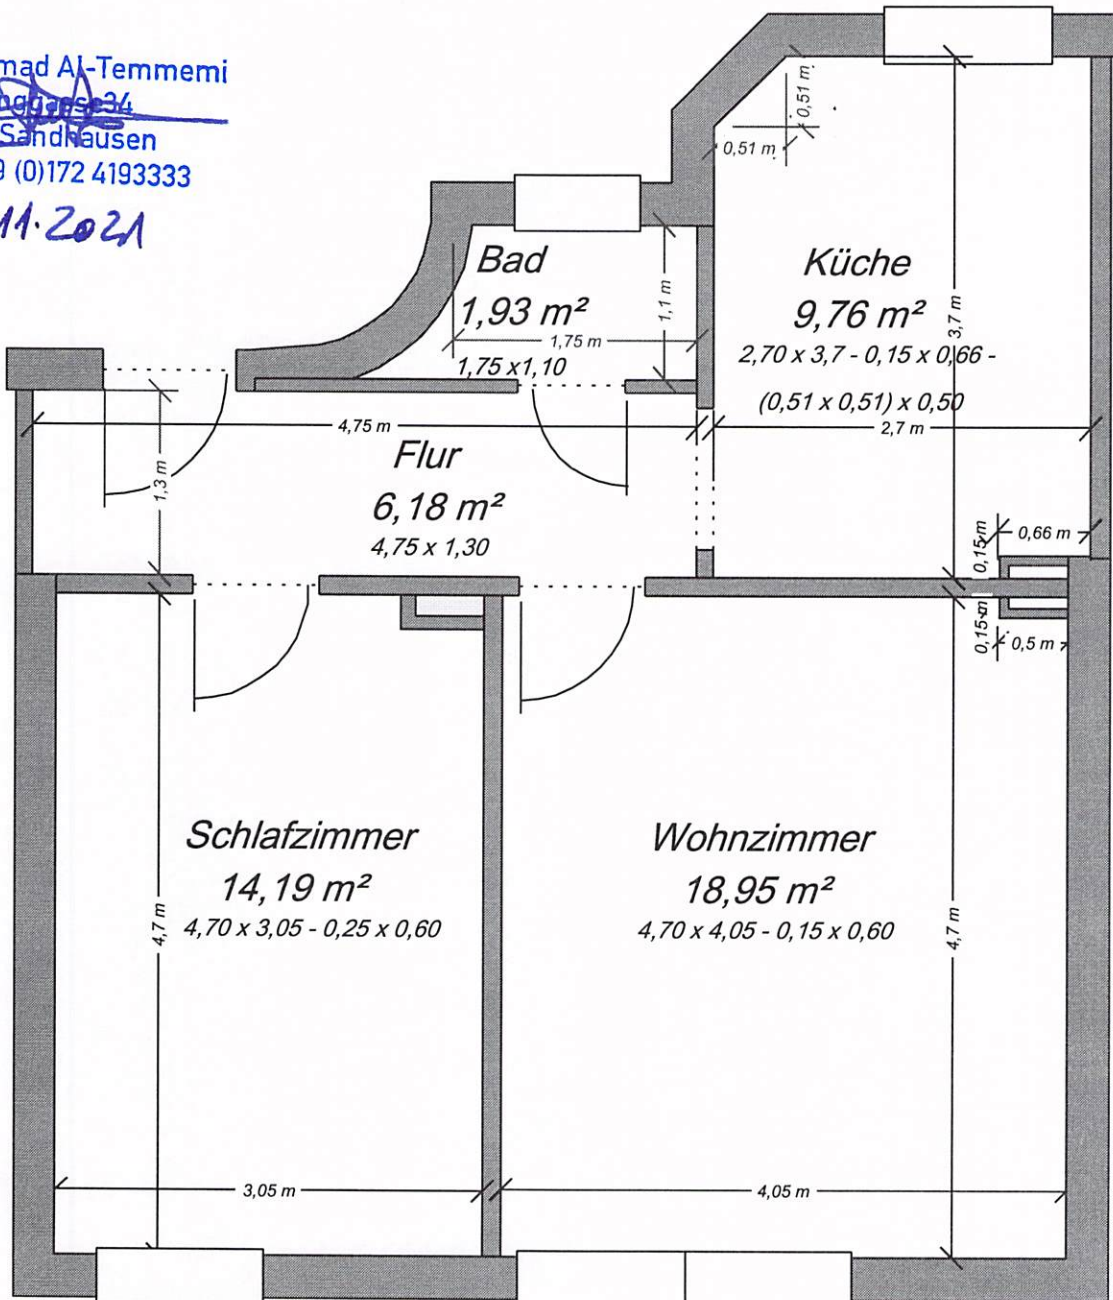 mad Al-Temmemi
34
Sandhausen
9 (0)172 4193333
11.2021
0,51 m
0,51 m
Bad
1,93 m²
1,1 m
1,75 m
1,75 x1,10
Küche
9,76 m²
3,7 m
2,70 x 3,7 - 0,15 x 0,66 -
(0,51 x 0,51) x 0,50
2,7 m
4,75 m
1,3 m
Flur
6,18 m²
4,75 x 1,30
0,15 m
0,66 m
0,15 m
0,5 m
Schlafzimmer
14,19 m²
4,70 x 3,05 - 0,25 x 0,60
4,7 m
Wohnzimmer
18,95 m²
4,70 x 4,05 - 0,15 x 0,60
4,7 m
3,05 m
4,05 m